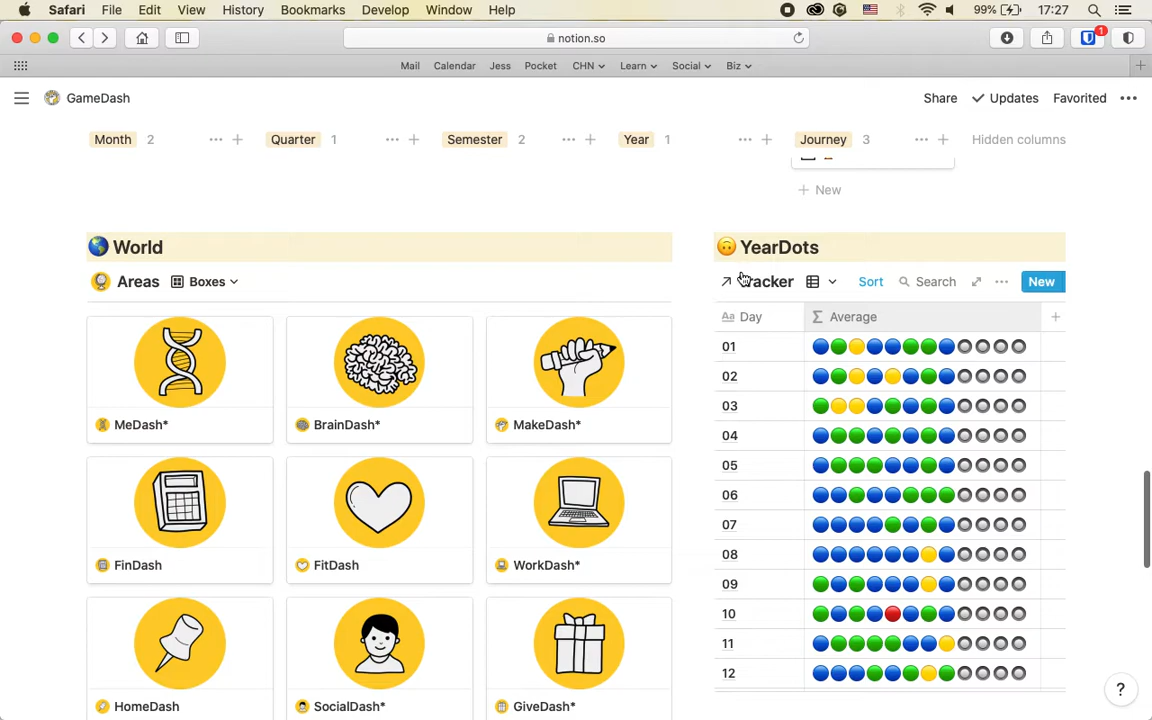 Safari File Edit View History Bookmarks Develop Window Help 99% 17:27
notion.so 1
Mail Calendar Jess Pocket CHN Learn Social Biz
GameDash Share Updates Favorited
Month 2 Quarter 1 Semester 2 Year 1 Journey 3 Hidden columns
New
World
YearDots
Areas Boxes
Sort Search New
Aa Day Σ Average
01
02
03
MeDash* BrainDash* MakeDash*
04
05
06
07
08
FinDash FitDash WorkDash*
09
10
11
12
HomeDash SocialDash* GiveDash*
?